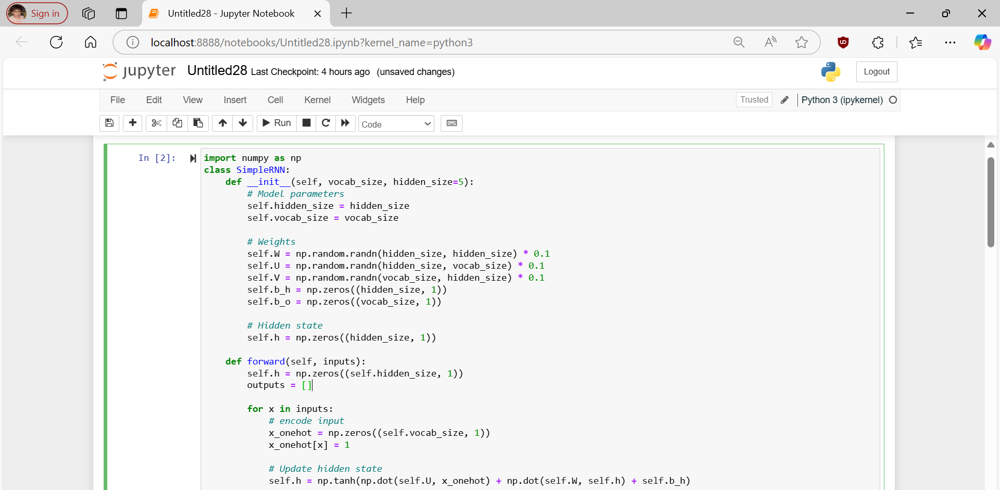 Sign in
Untitled28 - Jupyter Notebook
localhost:8888/notebooks/Untitled28.ipynb?kernel_name=python3
jupyter Untitled28 Last Checkpoint: 4 hours ago (unsaved changes)
Logout
File Edit View Insert Cell Kernel Widgets Help
Trusted Python 3 (ipykernel)
Run Code
In [2]: import numpy as np
class SimpleRNN:
    def __init__(self, vocab_size, hidden_size=5):
        # Model parameters
        self.hidden_size = hidden_size
        self.vocab_size = vocab_size
        # Weights
        self.W = np.random.randn(hidden_size, hidden_size) * 0.1
        self.U = np.random.randn(hidden_size, vocab_size) * 0.1
        self.V = np.random.randn(vocab_size, hidden_size) * 0.1
        self.b_h = np.zeros((hidden_size, 1))
        self.b_o = np.zeros((vocab_size, 1))
        # Hidden state
        self.h = np.zeros((hidden_size, 1))
    def forward(self, inputs):
        self.h = np.zeros((self.hidden_size, 1))
        outputs = []
        for x in inputs:
            # encode input
            x_onehot = np.zeros((self.vocab_size, 1))
            x_onehot[x] = 1
            # Update hidden state
            self.h = np.tanh(np.dot(self.U, x_onehot) + np.dot(self.W, self.h) + self.b_h)